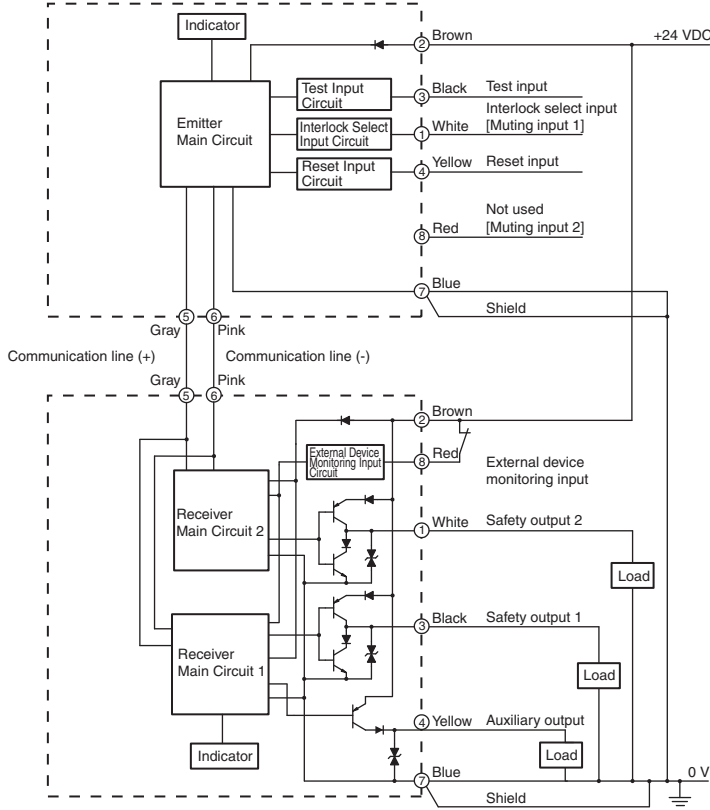 Indicator
2
Brown
+24 VDC
Test Input
Circuit
3
Black
Test input
Emitter
Main Circuit
Interlock Select
Input Circuit
1
White
Interlock select input
[Muting input 1]
Reset Input
Circuit
4
Yellow
Reset input
8
Red
Not used
[Muting input 2]
7
Blue
Shield
5
6
Gray
Pink
Communication line (+)
Communication line (-)
Gray
Pink
5
6
2
Brown
External Device
Monitoring Input
Circuit
8
Red
External device
monitoring input
Receiver
Main Circuit 2
1
White
Safety output 2
Load
Receiver
Main Circuit 1
3
Black
Safety output 1
Load
4
Yellow
Auxiliary output
Indicator
Load
7
Blue
0 V
Shield